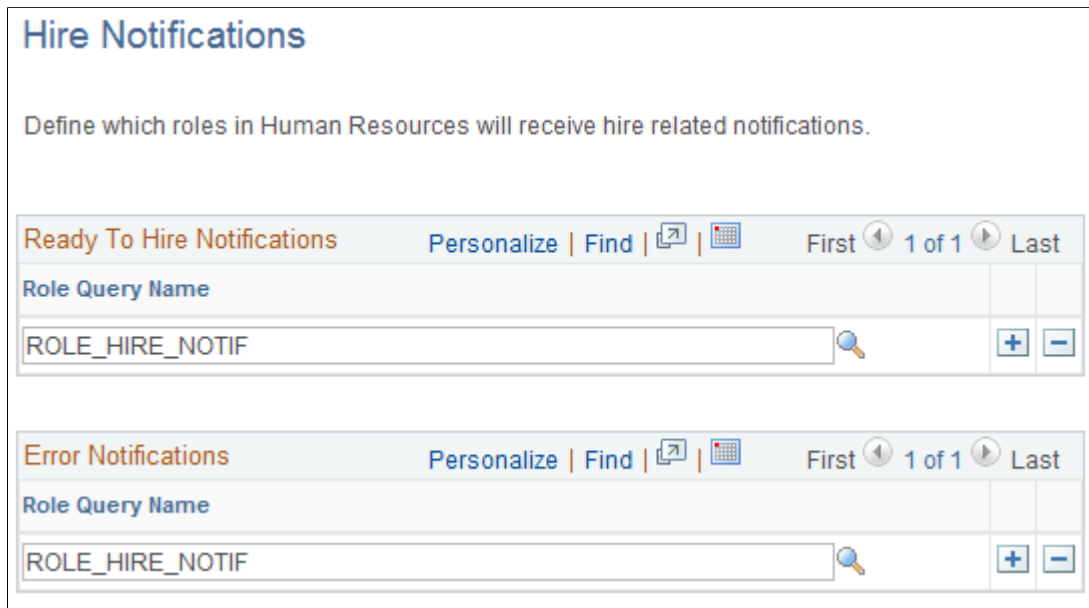 Hire Notifications
Define which roles in Human Resources will receive hire related notifications.
Ready To Hire Notifications Personalize | Find | | First 1 of 1 Last
Role Query Name
ROLE_HIRE_NOTIF
Error Notifications Personalize | Find | | First 1 of 1 Last
Role Query Name
ROLE_HIRE_NOTIF